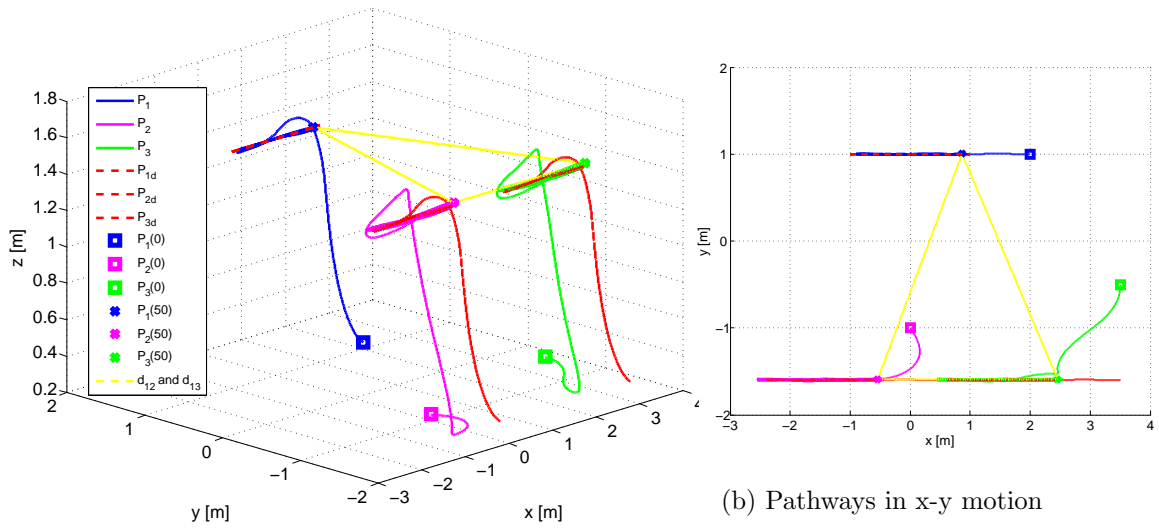 1.8
1.6
1.4
1.2
1
0.8
0.6
0.4
0.2
z [m]
2
1
0
−1
−2
y [m]
−3
−2
−1
0
1
2
3
4
x [m]
P1
P2
P3
P1d
P2d
P3d
P1(0)
P2(0)
P3(0)
P1(50)
P2(50)
P3(50)
d12 and d13
2
1
0
−1
−2
y [m]
−3 −2 −1 0 1 2 3 4
x [m]
(b) Pathways in x-y motion